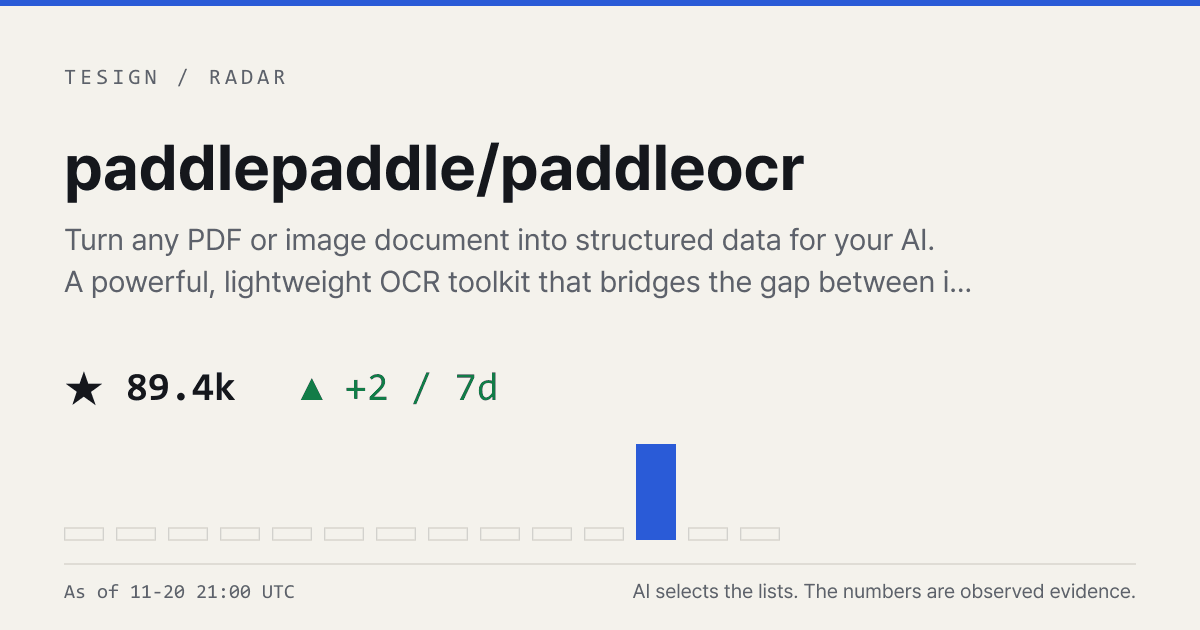 TESIGN / RADAR
paddlepaddle/paddleocr
Turn any PDF or image document into structured data for your AI.
A powerful, lightweight OCR toolkit that bridges the gap between i…
★ 89.4k ▲ +2 / 7d
As of 11-20 21:00 UTC
AI selects the lists. The numbers are observed evidence.